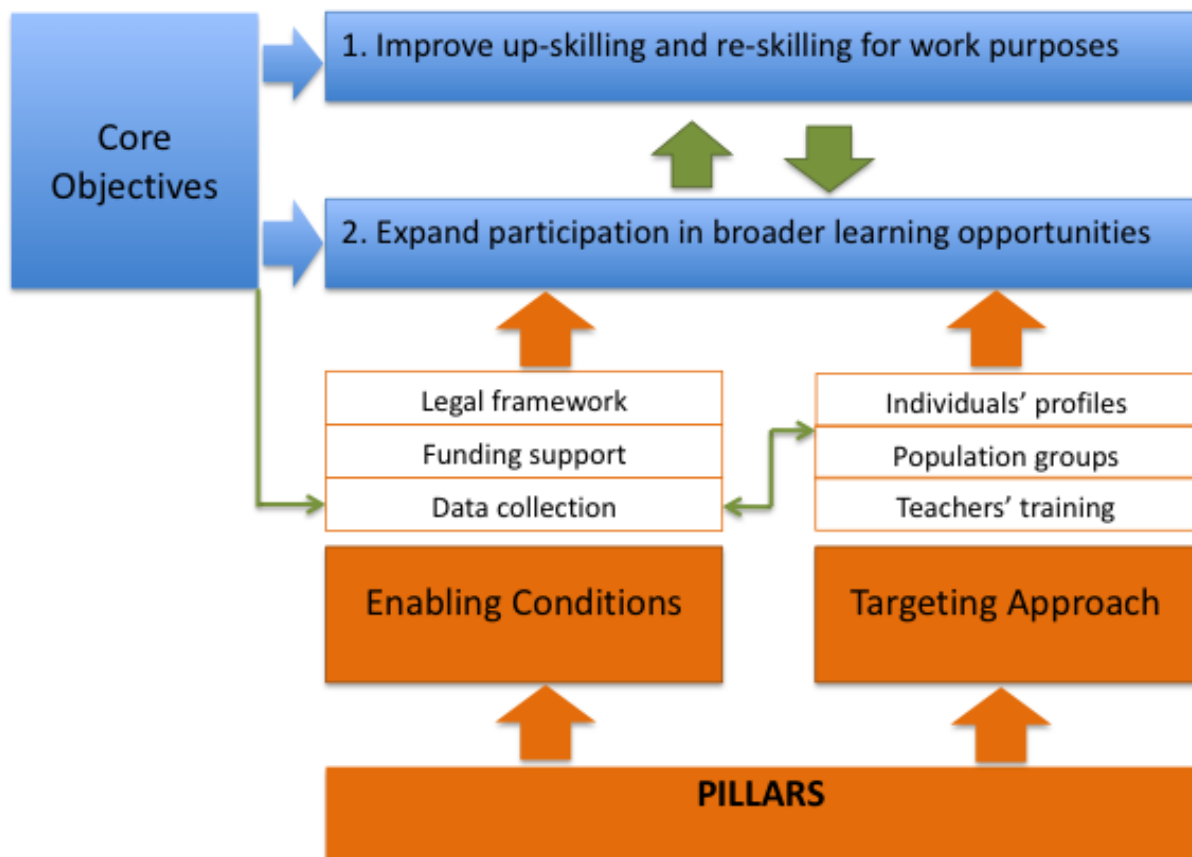 Core
Objectives
1. Improve up-skilling and re-skilling for work purposes
2. Expand participation in broader learning opportunities
Legal framework
Funding support
Data collection
Enabling Conditions
Individuals’ profiles
Population groups
Teachers’ training
Targeting Approach
PILLARS